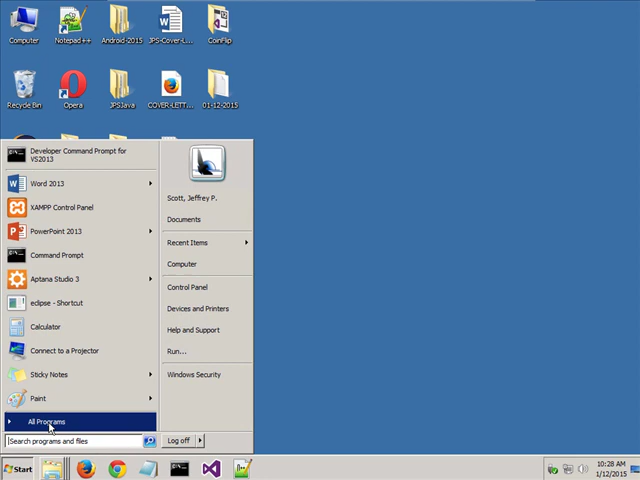 Computer
Notepad++
Android-2015
JPS-Cover-L...
CoinFlip
Recycle Bin
Opera
JPSJava
COVER-LETT...
01-12-2015
Developer Command Prompt for
VS2013
Word 2013
XAMPP Control Panel
PowerPoint 2013
Command Prompt
Aptana Studio 3
eclipse - Shortcut
Calculator
Connect to a Projector
Sticky Notes
Paint
All Programs
Search programs and files
Scott, Jeffrey P.
Documents
Recent Items
Computer
Control Panel
Devices and Printers
Help and Support
Run...
Windows Security
Log off
Start
10:28 AM
1/12/2015